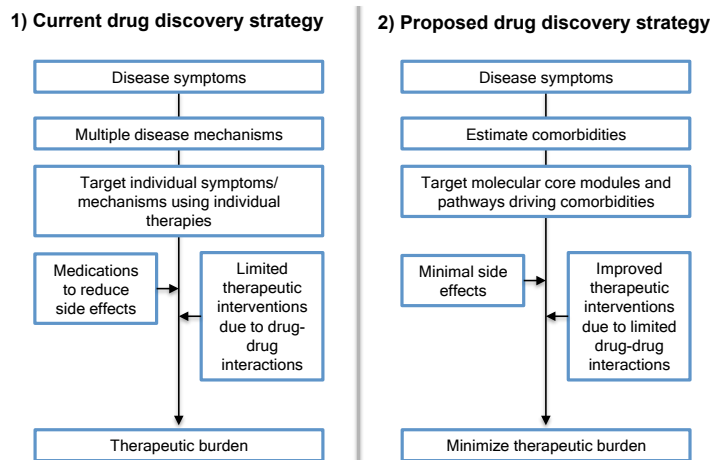 1) Current drug discovery strategy
Disease symptoms
Multiple disease mechanisms
Target individual symptoms/
mechanisms using individual
therapies
Medications
to reduce
side effects
Limited
therapeutic
interventions
due to drug-
drug
interactions
Therapeutic burden
2) Proposed drug discovery strategy
Disease symptoms
Estimate comorbidities
Target molecular core modules and
pathways driving comorbidities
Minimal side
effects
Improved
therapeutic
interventions
due to limited
drug-drug
interactions
Minimize therapeutic burden